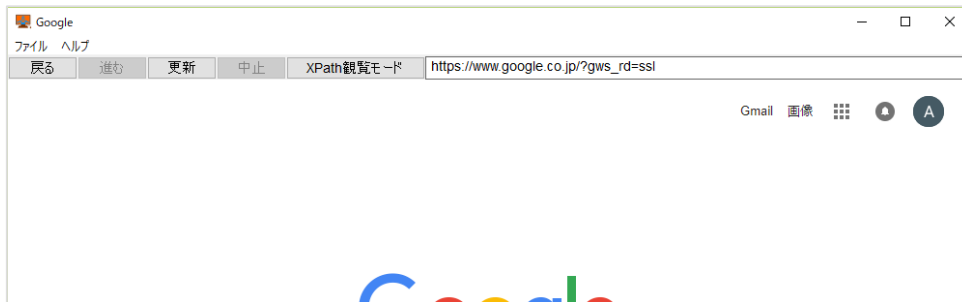 Google
ファイル ヘルプ
戻る 進む 更新 中止 XPath観覧モード https://www.google.co.jp/?gws_rd=ssl
Gmail 画像 A
Google